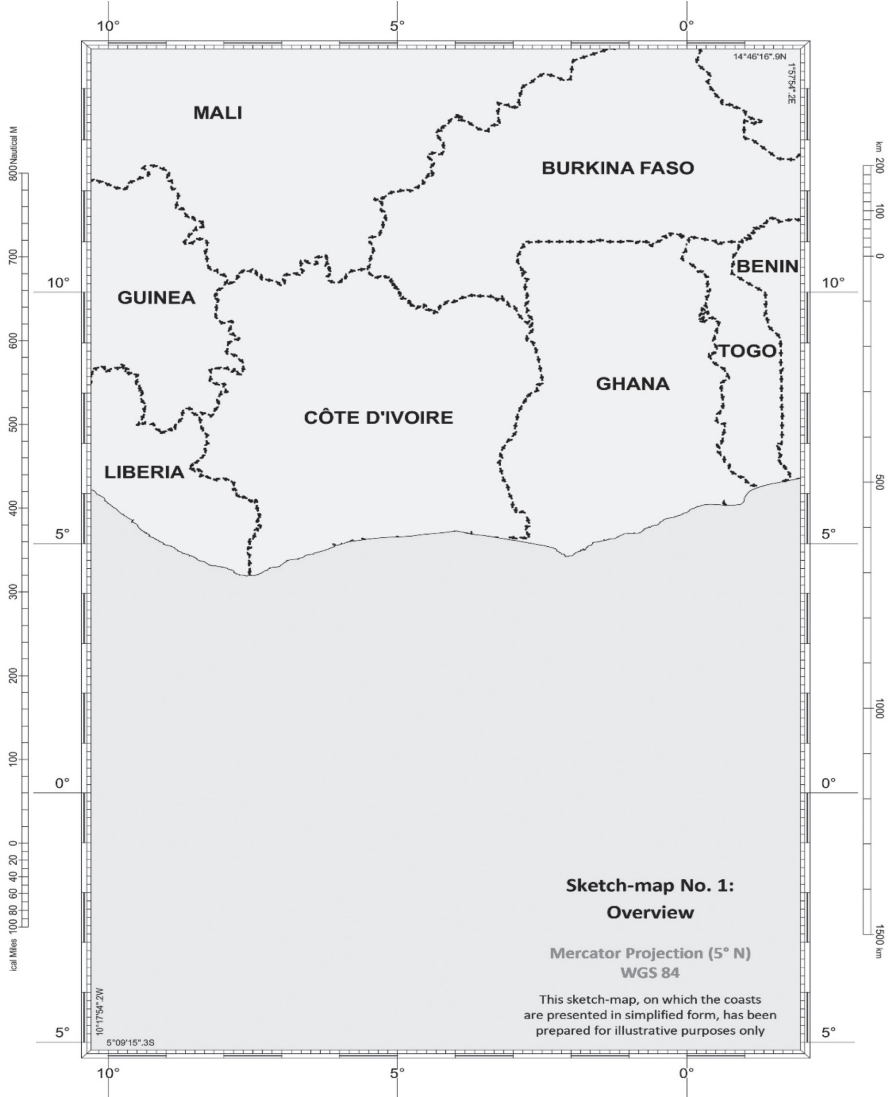 10° 5° 0°
14°46'16".9N
1°57'54".2E
MALI
BURKINA FASO
800 Nautical M
700
600
500
400
300
200
100
0
20
40
60
80
100
ical Miles
km
200
100
0
500
1000
1500 km
BENIN
10° 10°
GUINEA
TOGO
GHANA
CÔTE D'IVOIRE
LIBERIA
5° 5°
0° 0°
Sketch-map No. 1:
Overview
Mercator Projection (5° N)
WGS 84
This sketch-map, on which the coasts
are presented in simplified form, has been
prepared for illustrative purposes only
10°17'54".2W
5°09'15".3S
5° 5°
10° 5° 0°